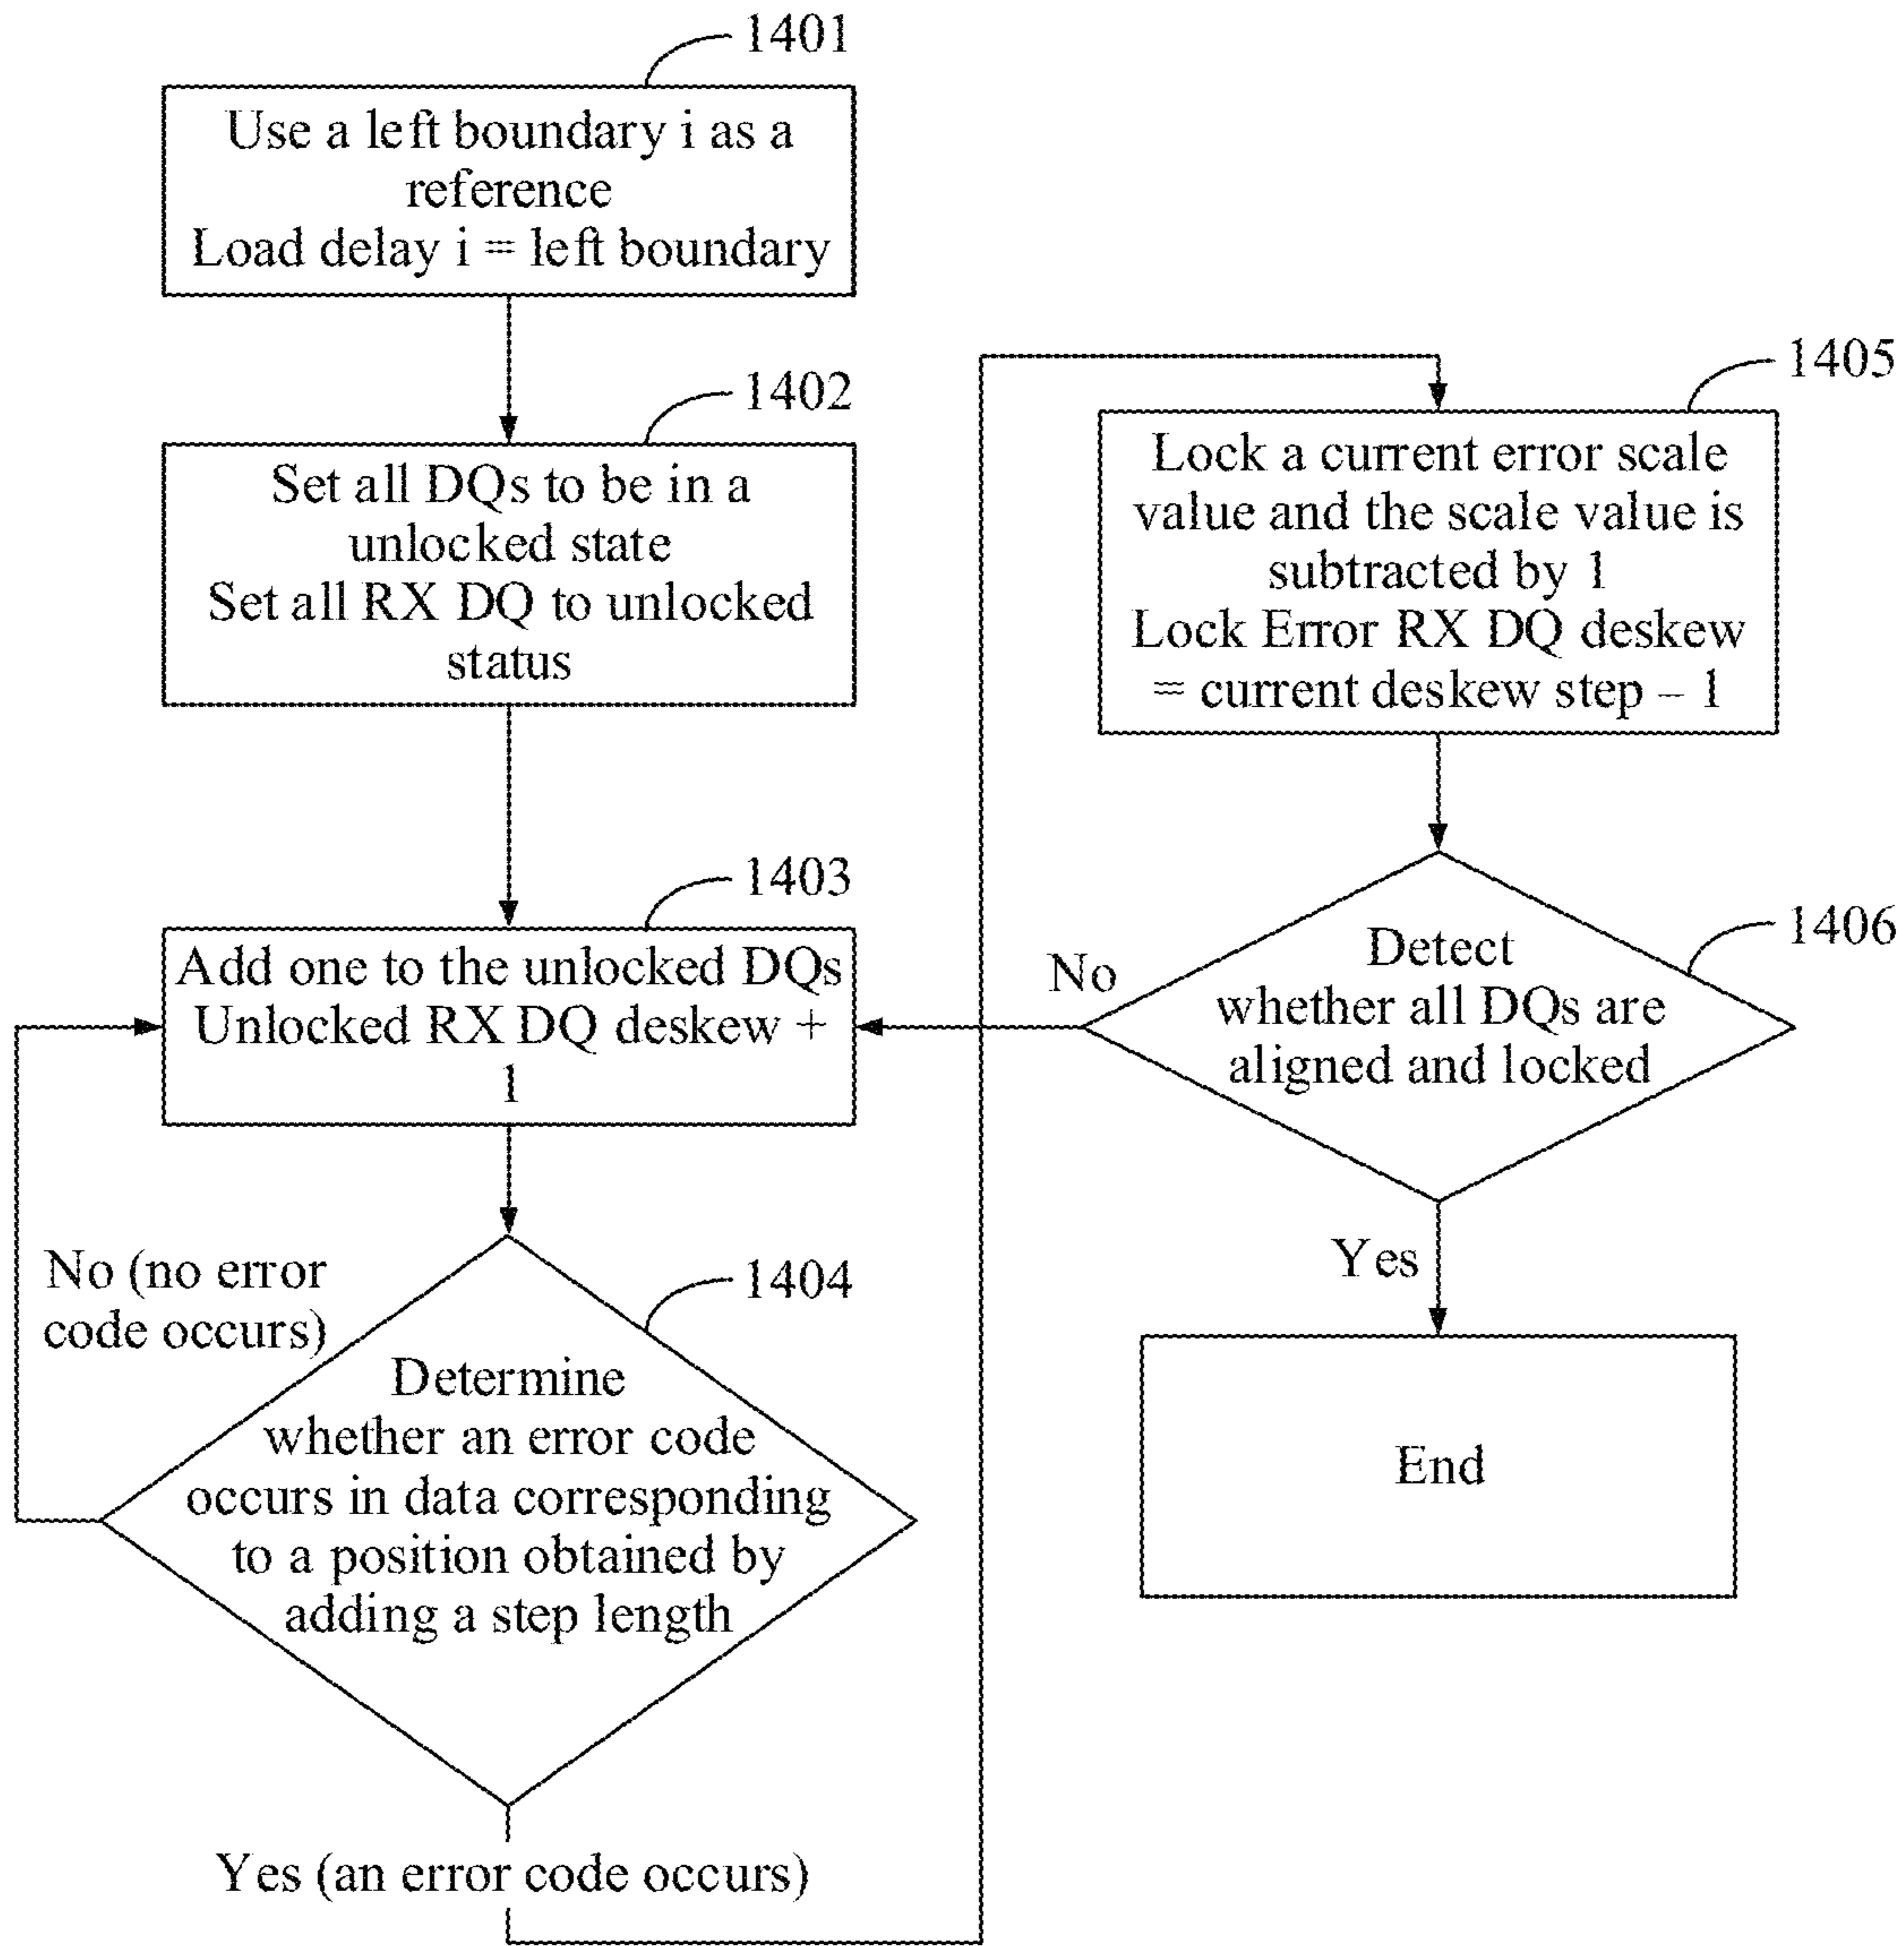 1401
Use a left boundary i as a
reference
Load delay i = left boundary
1402
Set all DQs to be in a
unlocked state
Set all RX DQ to unlocked
status
1403
Add one to the unlocked DQs
Unlocked RX DQ deskew +
1
No (no error
code occurs)
1404
Determine
whether an error code
occurs in data corresponding
to a position obtained by
adding a step length
Yes (an error code occurs)
1405
Lock a current error scale
value and the scale value is
subtracted by 1
Lock Error RX DQ deskew
= current deskew step – 1
1406
No
Detect
whether all DQs are
aligned and locked
Yes
End